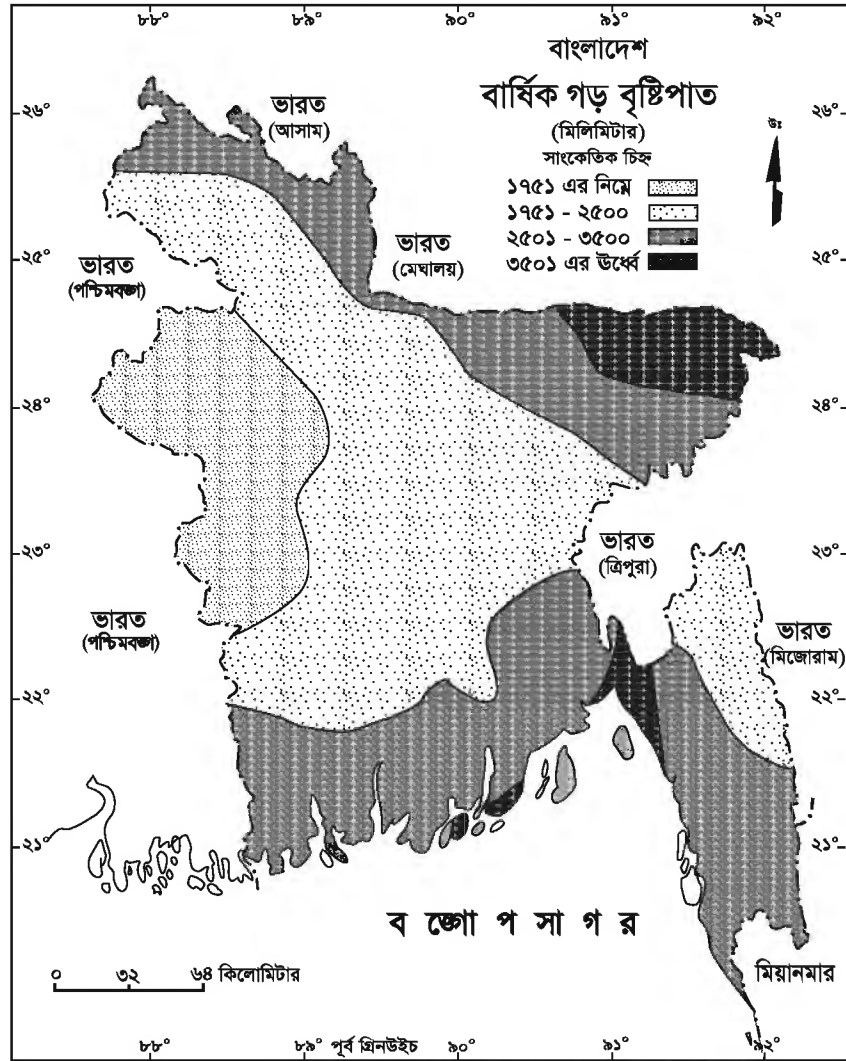 ৮৮° ৮৯° ৯০° ৯১° ৯২°
বাংলাদেশ
বার্ষিক গড় বৃষ্টিপাত
(মিলিমিটার)
সাংকেতিক চিহ্ন
১৭৫১ এর নিম্নে
১৭৫১ - ২৫০০
২৫০১ - ৩৫০০
৩৫০১ এর ঊর্ধ্বে
উঃ
২৬° ২৬°
ভারত
(আসাম)
২৫° ২৫°
ভারত
(মেঘালয়)
ভারত
(পশ্চিমবঙ্গ)
২৪° ২৪°
২৩° ২৩°
ভারত
(ত্রিপুরা)
ভারত
(পশ্চিমবঙ্গ)
ভারত
(মিজোরাম)
২২° ২২°
২১° ২১°
ব ঙ্গো প সা গ র
মিয়ানমার
০ ৩২ ৬৪ কিলোমিটার
৮৮° ৮৯° পূর্ব গ্রিনউইচ ৯০° ৯১° ৯২°